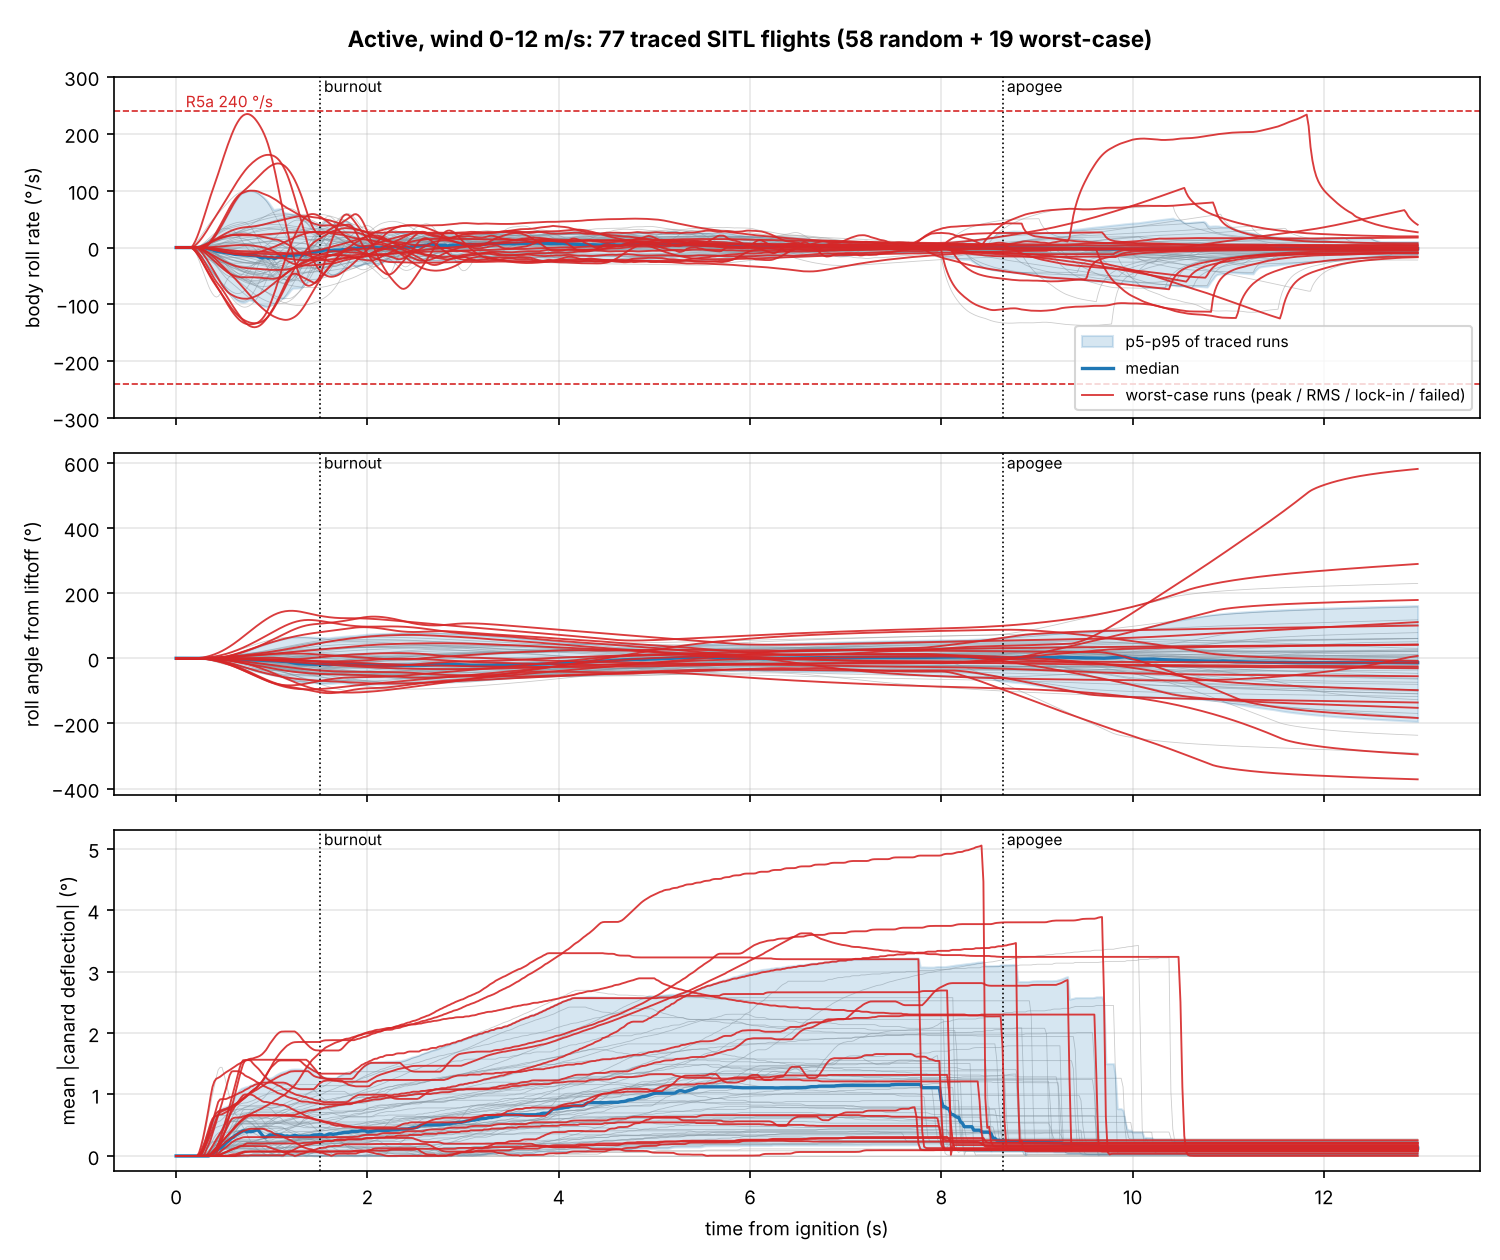 Active, wind 0-12 m/s: 77 traced SITL flights (58 random + 19 worst-case)
300
200
100
0
−100
−200
−300
body roll rate (°/s)
R5a 240 °/s
burnout
apogee
p5-p95 of traced runs
median
worst-case runs (peak / RMS / lock-in / failed)
600
400
200
0
−200
−400
roll angle from liftoff (°)
burnout
apogee
5
4
3
2
1
0
mean |canard deflection| (°)
burnout
apogee
0 2 4 6 8 10 12
time from ignition (s)